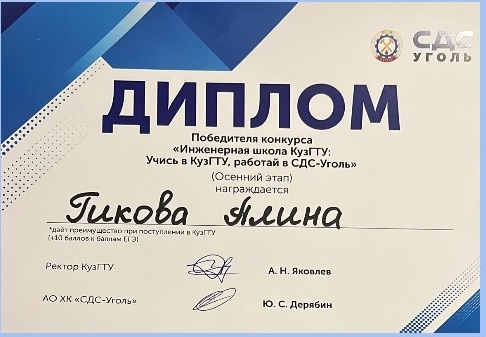 СДС
УГОЛЬ
ДИПЛОМ
Победителя конкурса
«Инженерная школа КузГТУ:
Учись в КузГТУ, работай в СДС-Уголь»
(Осенний этап)
награждается
Гикова Алина
*даёт преимущество при поступлении в КузГТУ
(+10 баллов к баллам ЕГЭ)
Ректор КузГТУ А. Н. Яковлев
АО ХК «СДС-Уголь» Ю. С. Дерябин